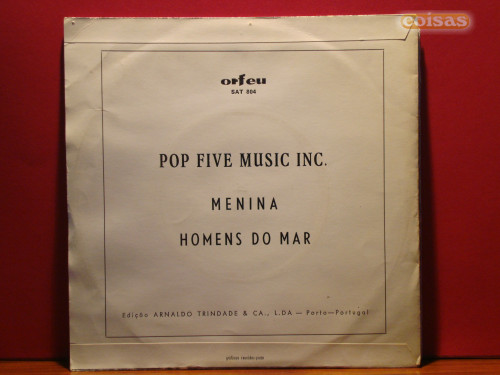 coisas
orfeu
SAT 804
POP FIVE MUSIC INC.
MENINA
HOMENS DO MAR
Edição ARNALDO TRINDADE & CA., L.DA — Porto—Portugal